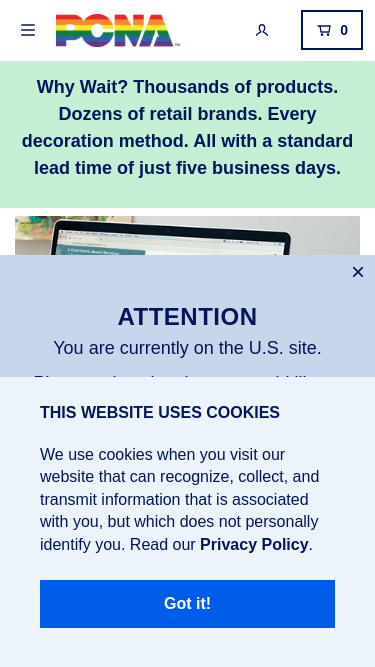 PCNA
0
Why Wait? Thousands of products.
Dozens of retail brands. Every
decoration method. All with a standard
lead time of just five business days.
ATTENTION
You are currently on the U.S. site.
THIS WEBSITE USES COOKIES
We use cookies when you visit our
website that can recognize, collect, and
transmit information that is associated
with you, but which does not personally
identify you. Read our Privacy Policy.
Got it!